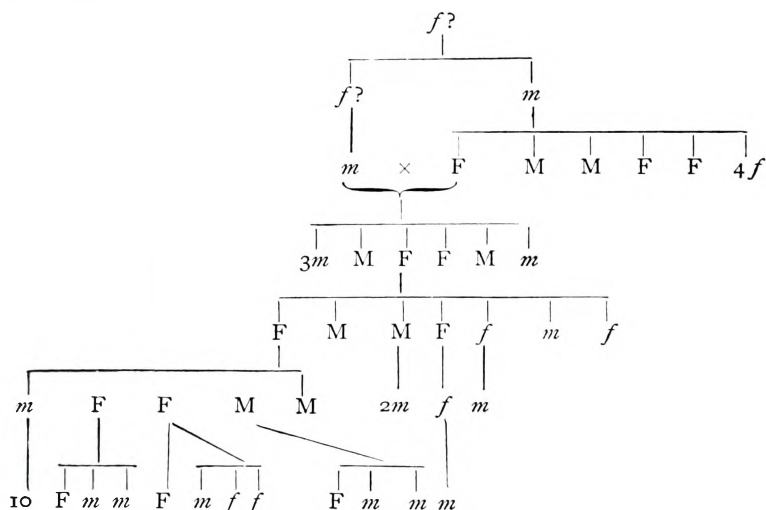 f?
f? m
m × F M M F F 4f
3m M F F M m
F M M F f m f
m F F M M 2m f m
10 F m m F m f f F m m m